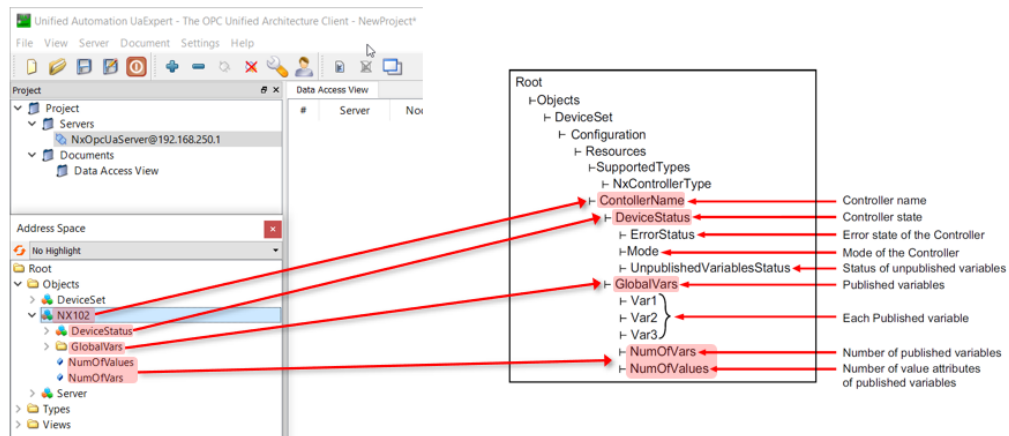 Unified Automation UaExpert - The OPC Unified Architecture Client - NewProject*
File View Server Document Settings Help
Project
Project
Servers
NxOpcUaServer@192.168.250.1
Documents
Data Access View
Data Access View
# Server
Address Space
No Highlight
Root
Objects
DeviceSet
NX102
DeviceStatus
GlobalVars
NumOfValues
NumOfVars
Server
Types
Views
Root
Objects
DeviceSet
Configuration
Resources
SupportedTypes
NxControllerType
ContollerName
DeviceStatus
ErrorStatus
Mode
UnpublishedVariablesStatus
GlobalVars
Var1
Var2
Var3
NumOfVars
NumOfValues
Controller name
Controller state
Error state of the Controller
Mode of the Controller
Status of unpublished variables
Published variables
Each Published variable
Number of published variables
Number of value attributes
of published variables